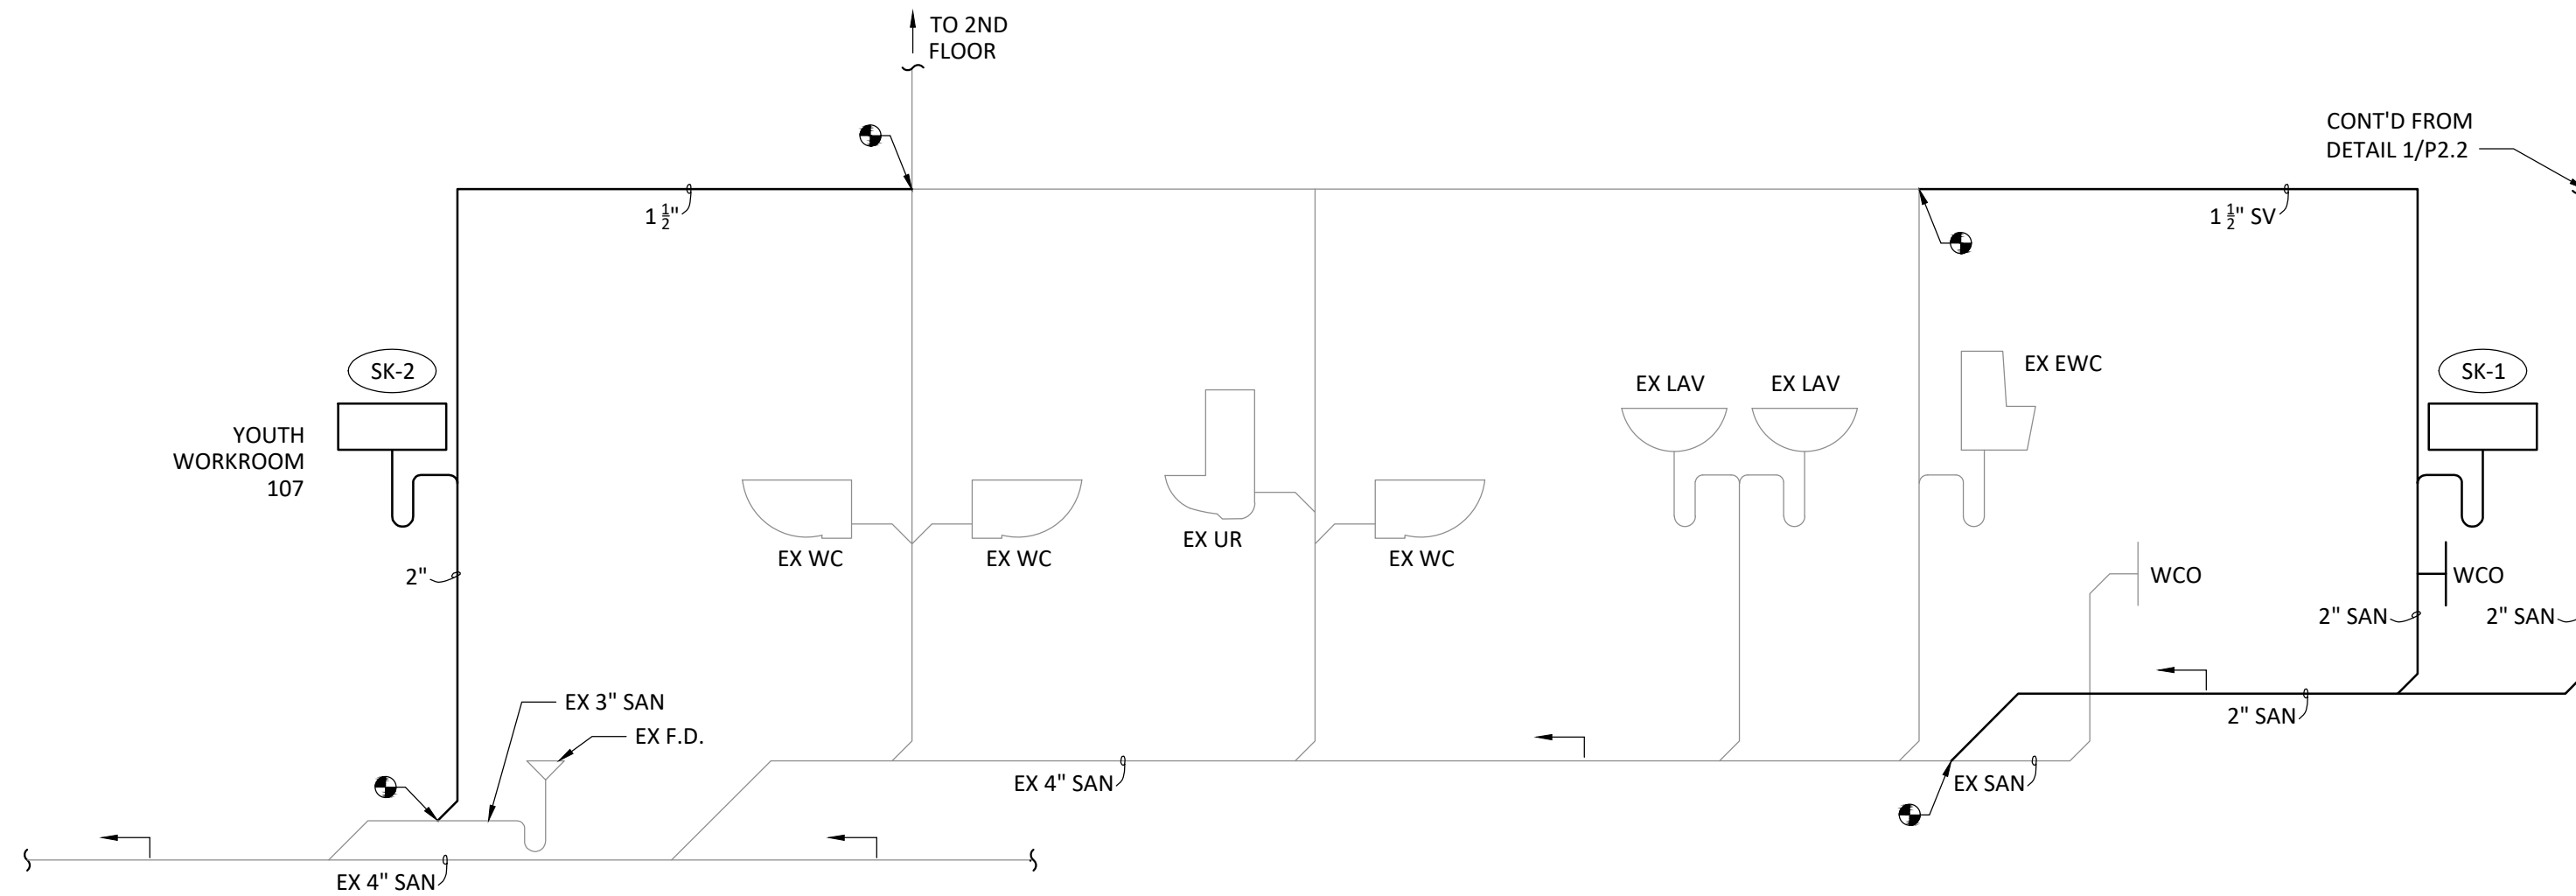 TO 2ND
FLOOR
CONT'D FROM
DETAIL 1/P2.2
1 1/2"
1 1/2" SV
SK-2
SK-1
EX EWC
EX LAV
EX LAV
YOUTH
WORKROOM
107
EX UR
EX WC
EX WC
EX WC
2"
WCO
WCO
2" SAN
2" SAN
EX 3" SAN
2" SAN
EX F.D.
EX 4" SAN
EX SAN
EX 4" SAN